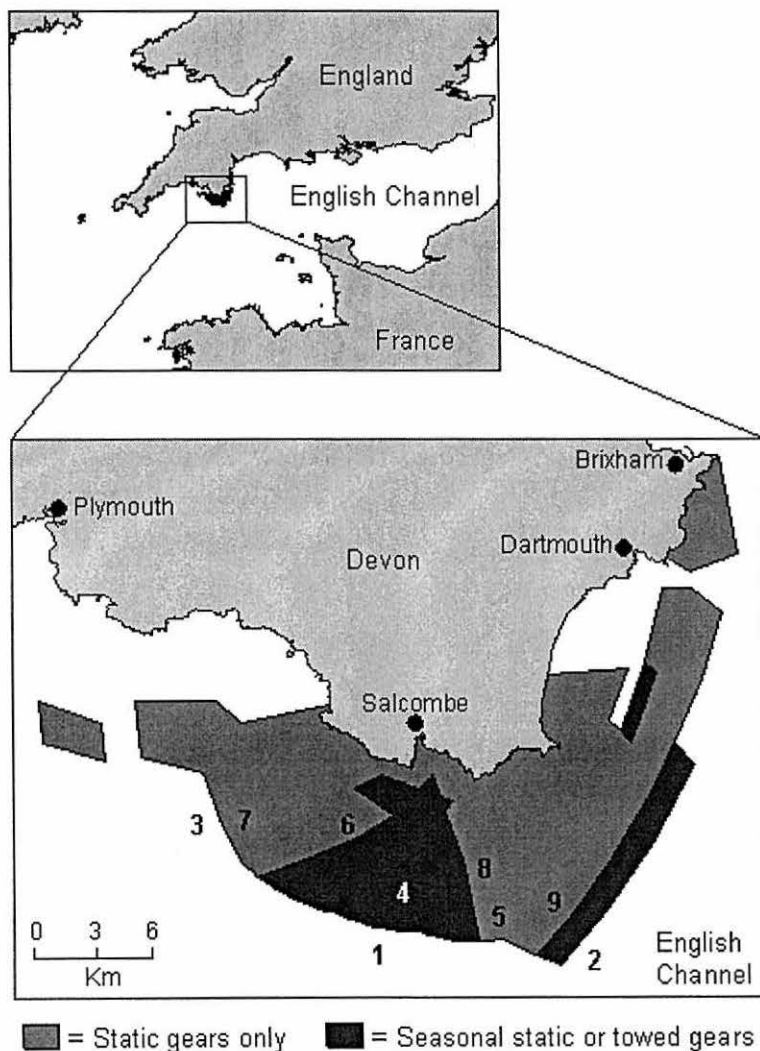 England
English Channel
France
Brixham
Plymouth
Dartmouth
Devon
Salcombe
3 7 6
8
4 9
5
0 3 6
1 2
Km
English
Channel
= Static gears only = Seasonal static or towed gears